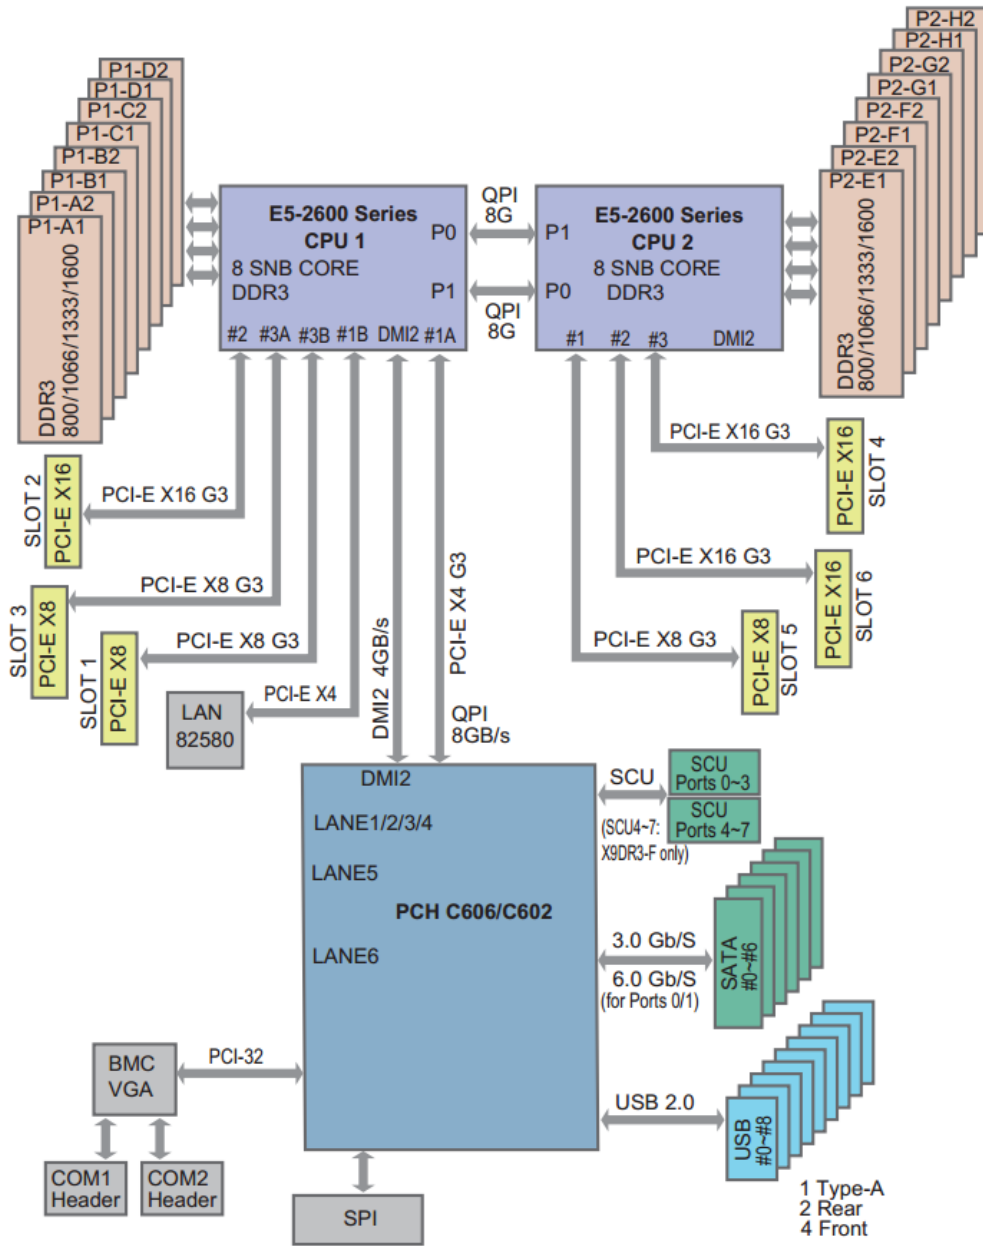 P1-D2
P1-D1
P1-C2
P1-C1
P1-B2
P1-B1
P1-A2
P1-A1
DDR3
800/1066/1333/1600
P2-H2
P2-H1
P2-G2
P2-G1
P2-F2
P2-F1
P2-E2
P2-E1
DDR3
800/1066/1333/1600
E5-2600 Series
CPU 1
8 SNB CORE
DDR3
P0
P1
#2
#3A
#3B
#1B
DMI2
#1A
QPI
8G
QPI
8G
E5-2600 Series
CPU 2
8 SNB CORE
DDR3
P1
P0
#1
#2
#3
DMI2
SLOT 2
PCI-E X16
PCI-E X16 G3
SLOT 3
PCI-E X8
PCI-E X8 G3
SLOT 1
PCI-E X8
PCI-E X8 G3
LAN
82580
PCI-E X4
DMI2 4GB/s
PCI-E X4 G3
QPI
8GB/s
PCI-E X16 G3
PCI-E X16
SLOT 4
PCI-E X16 G3
PCI-E X16
SLOT 6
PCI-E X8 G3
PCI-E X8
SLOT 5
DMI2
LANE1/2/3/4
LANE5
PCH C606/C602
LANE6
SCU
SCU
Ports 0~3
SCU
Ports 4~7
(SCU4~7:
X9DR3-F only)
3.0 Gb/S
6.0 Gb/S
(for Ports 0/1)
SATA
#0~#6
BMC
VGA
PCI-32
COM1
Header
COM2
Header
SPI
USB 2.0
USB
#0~#8
1 Type-A
2 Rear
4 Front